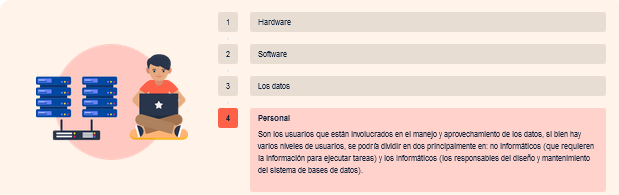 1 Hardware
2 Software
3 Los datos
4 Personal
Son los usuarios que están involucrados en el manejo y aprovechamiento de los datos, si bien hay
varios niveles de usuarios, se podría dividir en dos principalmente en: no informáticos (que requieren
la información para ejecutar tareas) y los informáticos (los responsables del diseño y mantenimiento
del sistema de bases de datos).